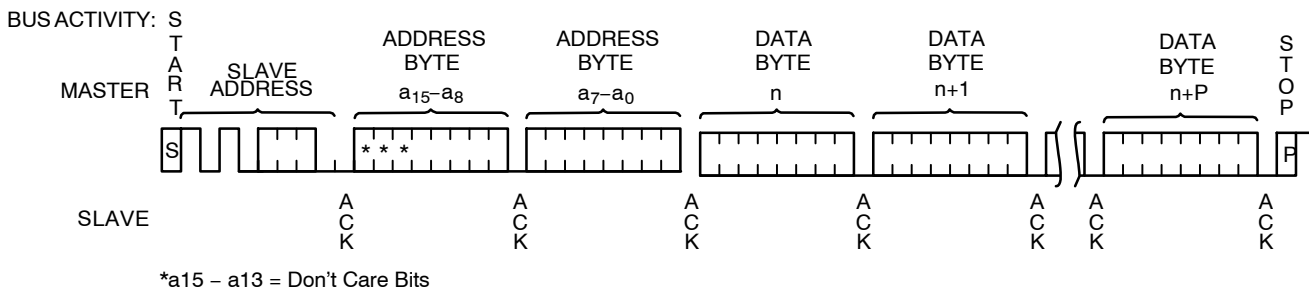 BUS ACTIVITY:
MASTER
START
SLAVE ADDRESS
ADDRESS BYTE a15–a8
ADDRESS BYTE a7–a0
DATA BYTE n
DATA BYTE n+1
DATA BYTE n+P
STOP
S
* * *
P
SLAVE
ACK
ACK
ACK
ACK
ACK
ACK
ACK
*a15 – a13 = Don't Care Bits